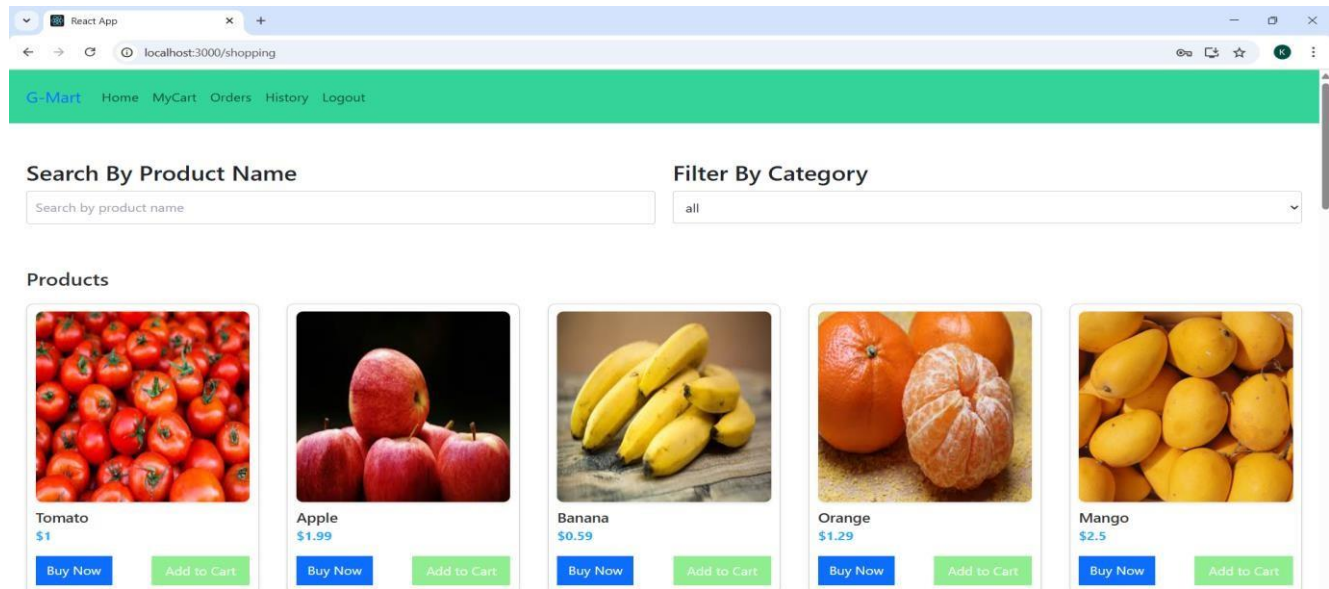 React App
localhost:3000/shopping
K
G-Mart Home MyCart Orders History Logout
Search By Product Name Filter By Category
Search by product name all
Products
Tomato Apple Banana Orange Mango
$1 $1.99 $0.59 $1.29 $2.5
Buy Now Add to Cart Buy Now Add to Cart Buy Now Add to Cart Buy Now Add to Cart Buy Now Add to Cart